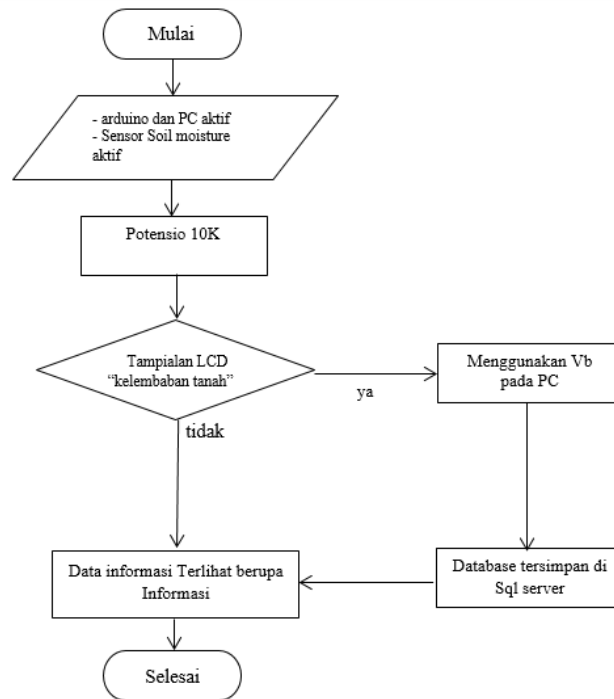 Mulai
- arduino dan PC aktif
- Sensor Soil moisture
aktif
Potensio 10K
Tampialan LCD
“kelembaban tanah”
ya
Menggunakan Vb
pada PC
tidak
Data informasi Terlihat berupa
Informasi
Database tersimpan di
Sql server
Selesai